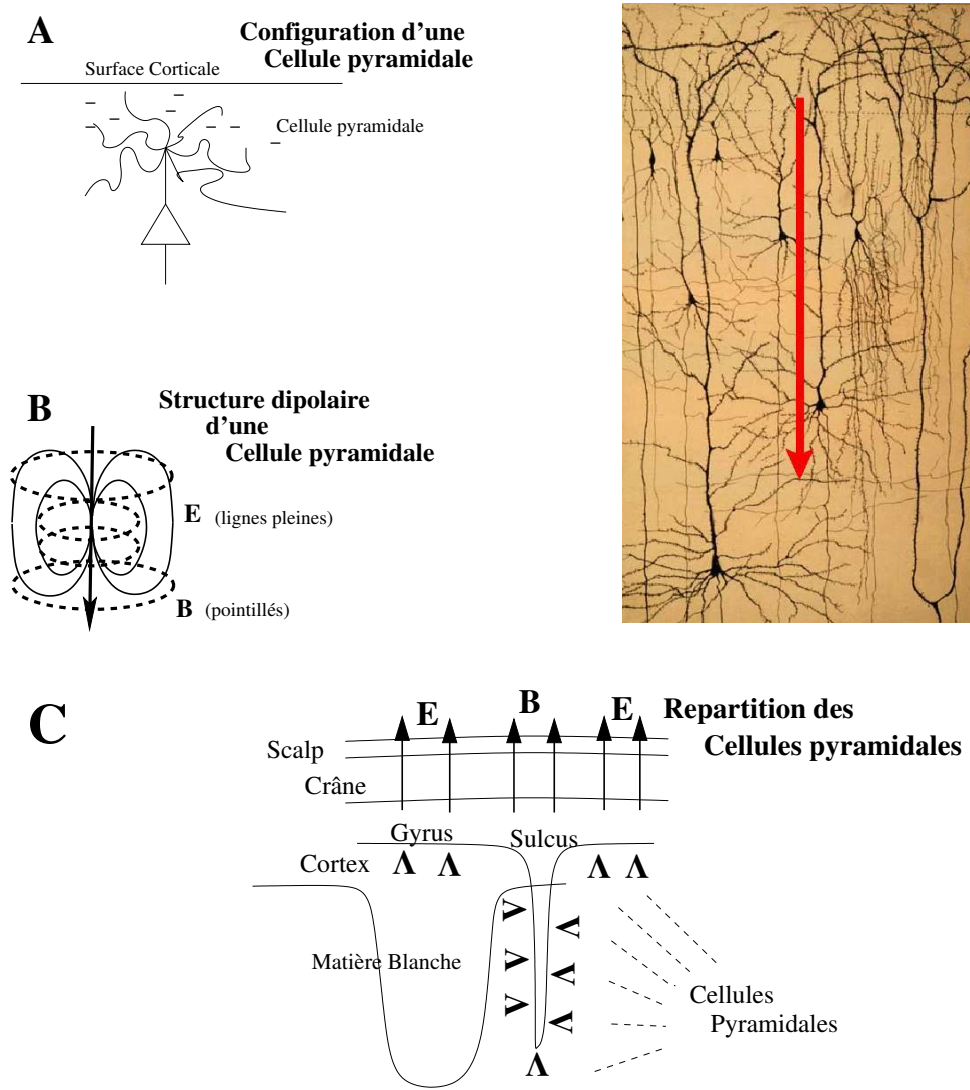 A
Configuration d'une
Cellule pyramidale
Surface Corticale
Cellule pyramidale
B
Structure dipolaire
d'une
Cellule pyramidale
E (lignes pleines)
B (pointillés)
C
E B E
Repartition des
Cellules pyramidales
Scalp
Crâne
Gyrus Sulcus
Cortex
Matière Blanche
Cellules
Pyramidales